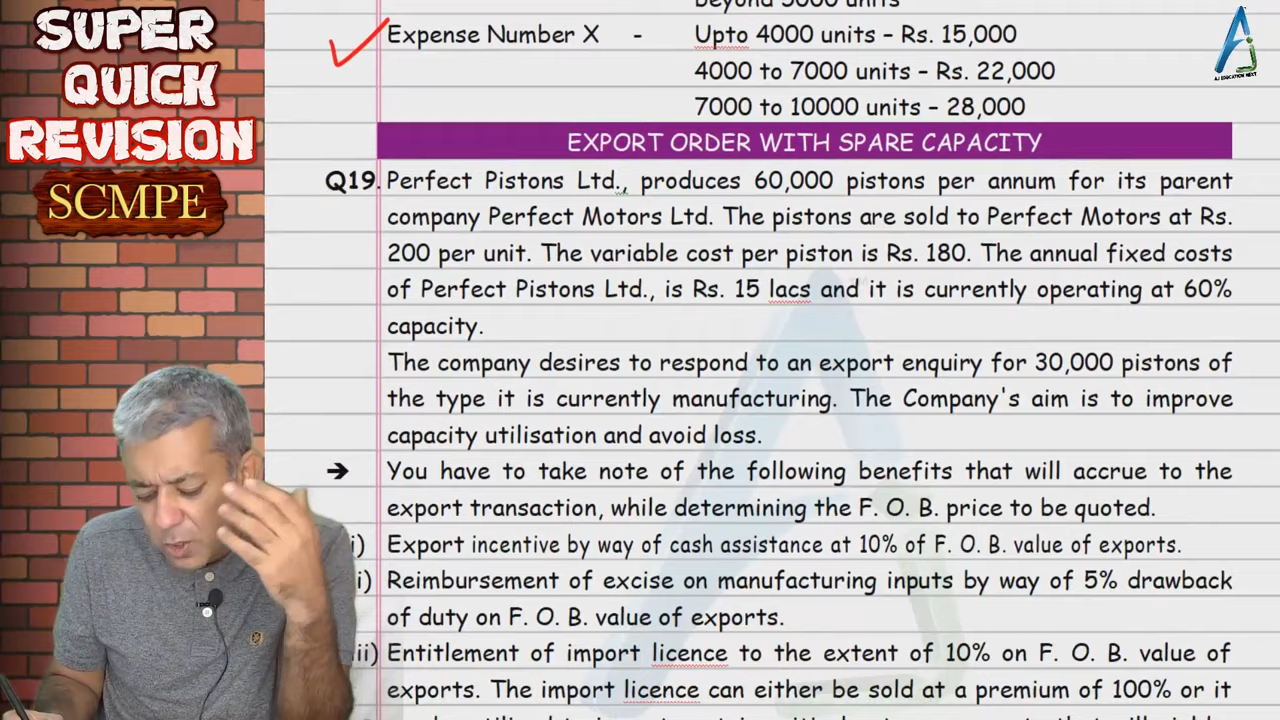 SUPER
QUICK
REVISION
SCMPE
Expense Number X - Upto 4000 units – Rs. 15,000
4000 to 7000 units – Rs. 22,000
7000 to 10000 units – 28,000
EXPORT ORDER WITH SPARE CAPACITY
Q19. Perfect Pistons Ltd., produces 60,000 pistons per annum for its parent
company Perfect Motors Ltd. The pistons are sold to Perfect Motors at Rs.
200 per unit. The variable cost per piston is Rs. 180. The annual fixed costs
of Perfect Pistons Ltd., is Rs. 15 lacs and it is currently operating at 60%
capacity.
The company desires to respond to an export enquiry for 30,000 pistons of
the type it is currently manufacturing. The Company's aim is to improve
capacity utilisation and avoid loss.
➔ You have to take note of the following benefits that will accrue to the
export transaction, while determining the F. O. B. price to be quoted.
i) Export incentive by way of cash assistance at 10% of F. O. B. value of exports.
i) Reimbursement of excise on manufacturing inputs by way of 5% drawback
of duty on F. O. B. value of exports.
ii) Entitlement of import licence to the extent of 10% on F. O. B. value of
exports. The import licence can either be sold at a premium of 100% or it
AJ EDUCATION NEXT